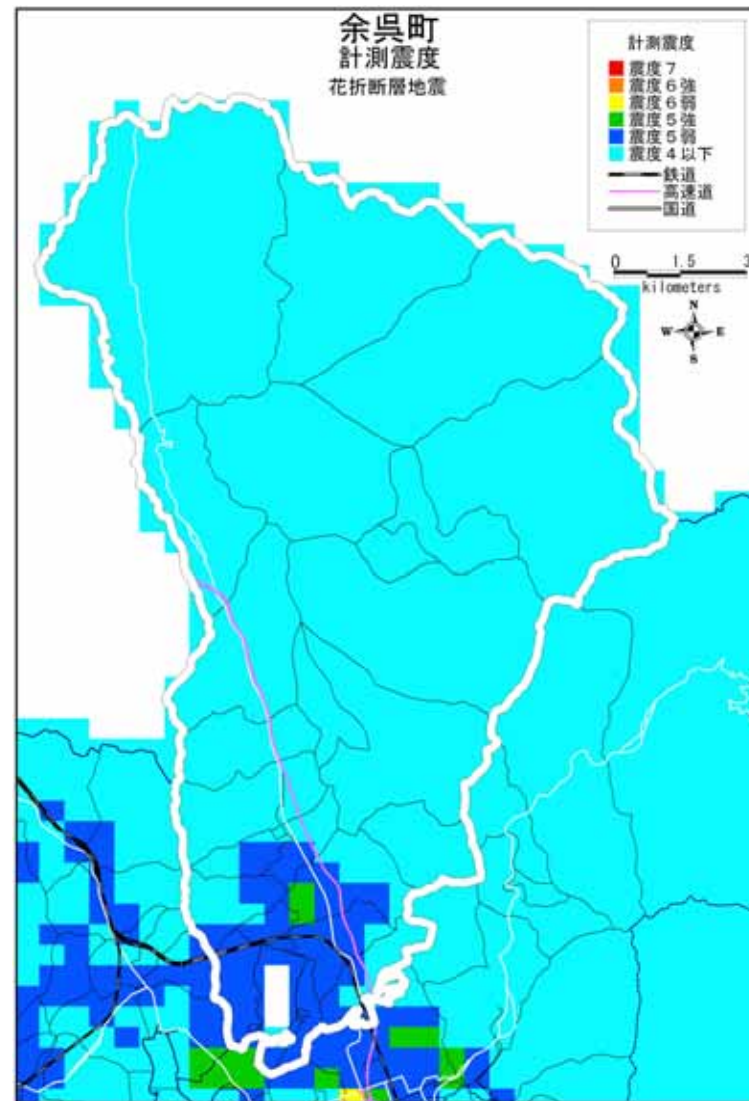 余呉町
計測震度
花折断層地震
計測震度
震度７
震度６強
震度６弱
震度５強
震度５弱
震度４以下
鉄道
高速道
国道
0 1.5 3
kilometers
N
W E
S